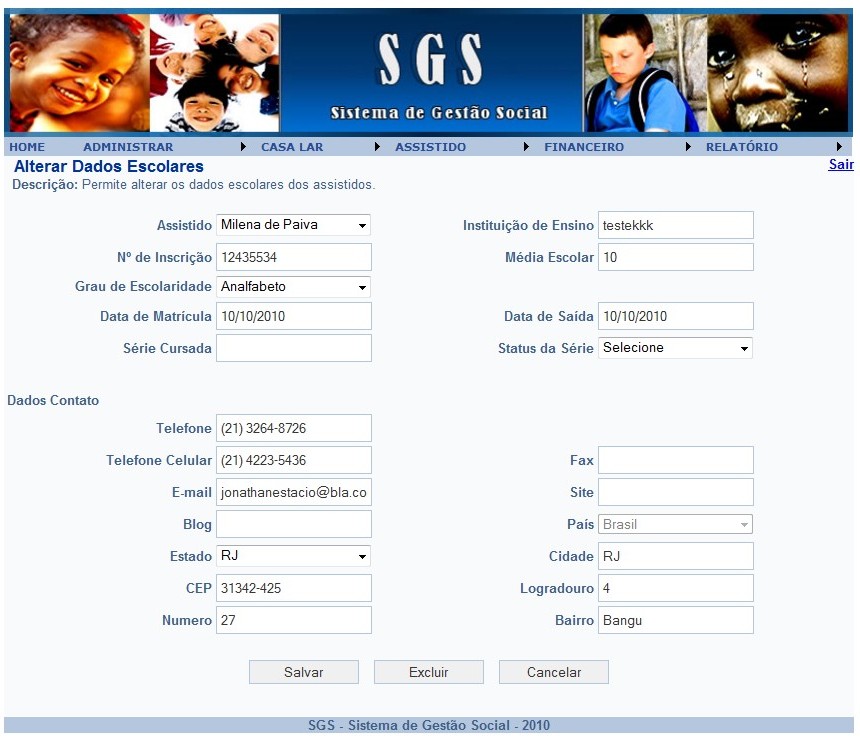 SGS
Sistema de Gestão Social
HOME ADMINISTRAR CASA LAR ASSISTIDO FINANCEIRO RELATÓRIO
Alterar Dados Escolares Sair
Descrição: Permite alterar os dados escolares dos assistidos.
Assistido Milena de Paiva Instituição de Ensino testekkk
Nº de Inscrição 12435534 Média Escolar 10
Grau de Escolaridade Analfabeto
Data de Matrícula 10/10/2010 Data de Saída 10/10/2010
Série Cursada Status da Série Selecione
Dados Contato
Telefone (21) 3264-8726
Telefone Celular (21) 4223-5436 Fax
E-mail jonathanestacio@bla.co Site
Blog País Brasil
Estado RJ Cidade RJ
CEP 31342-425 Logradouro 4
Numero 27 Bairro Bangu
Salvar Excluir Cancelar
SGS - Sistema de Gestão Social - 2010